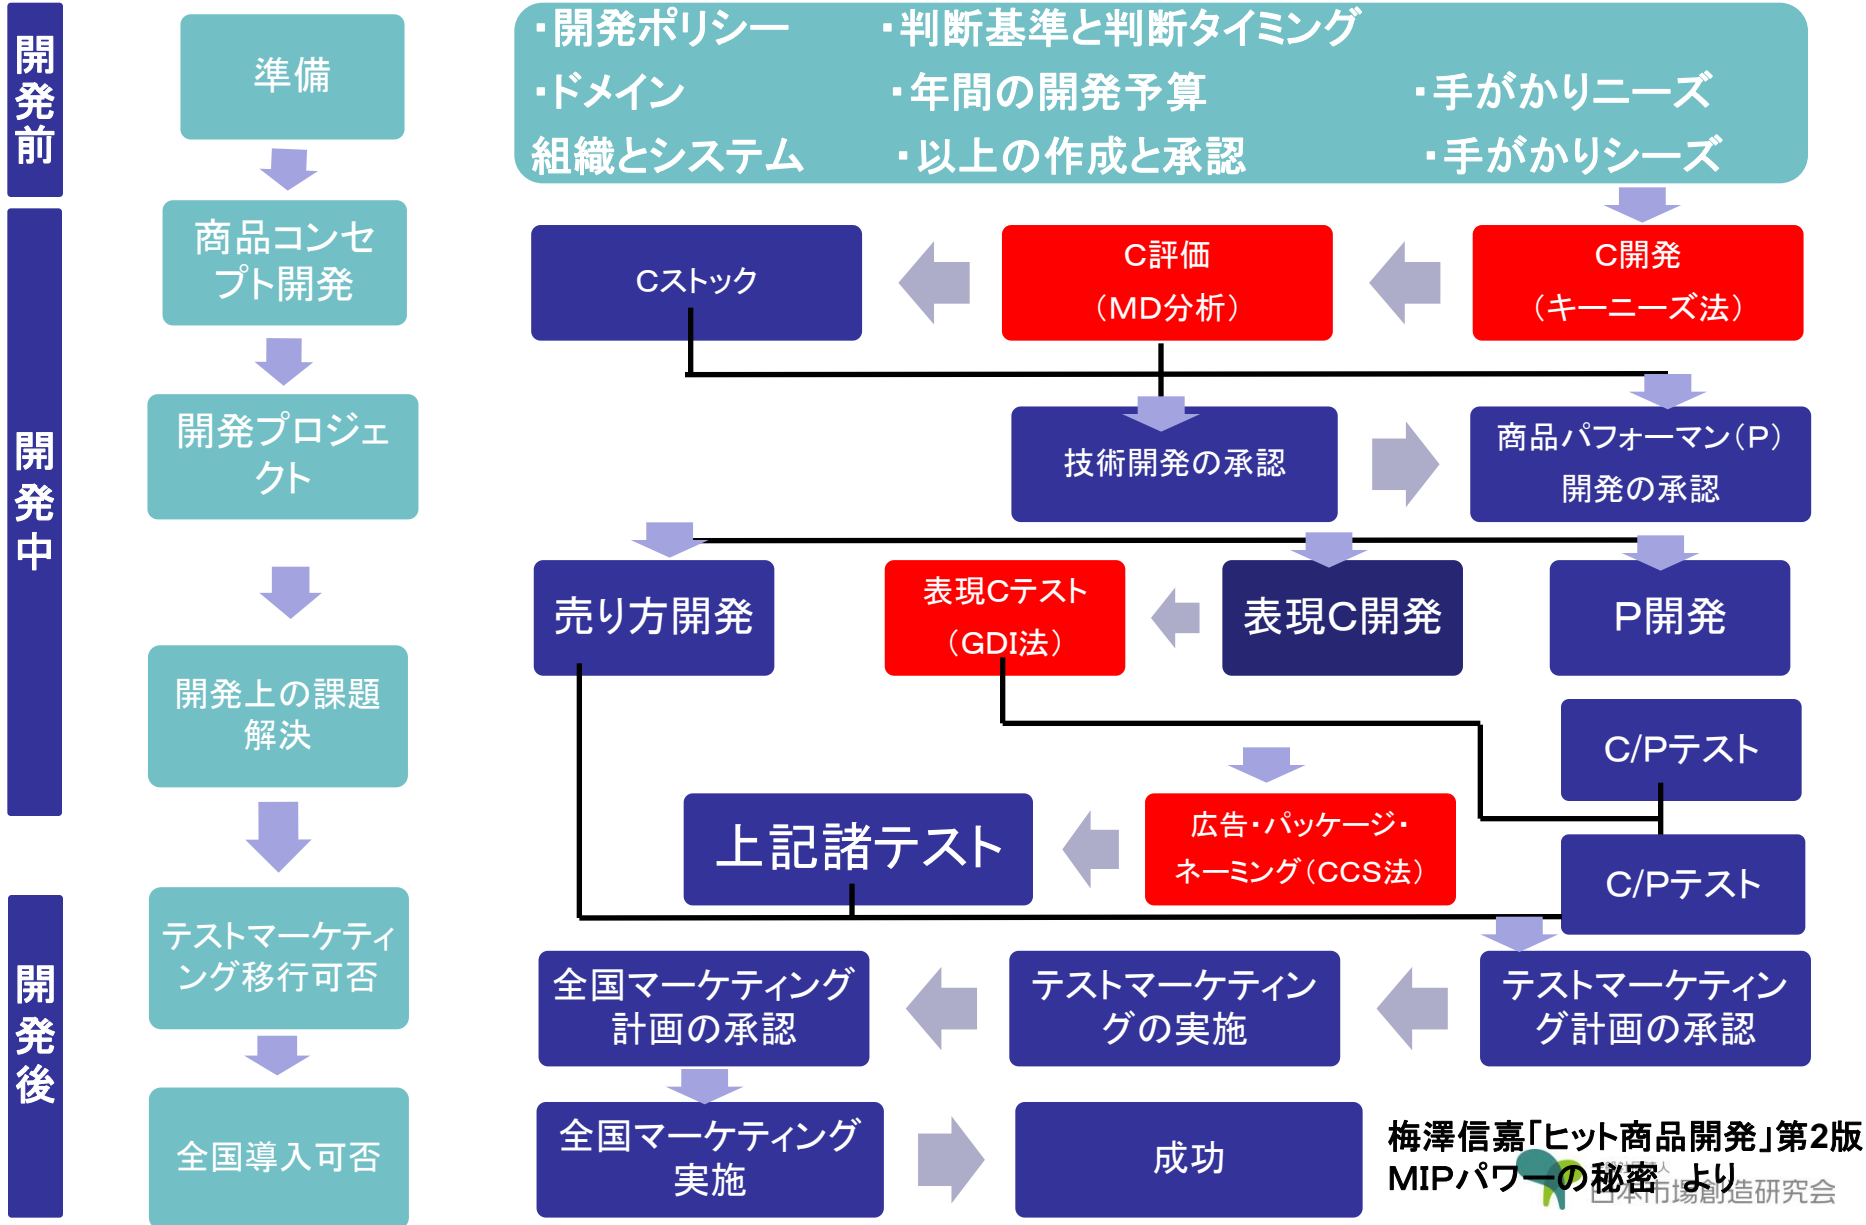 開発前
準備
・開発ポリシー ・判断基準と判断タイミング
・ドメイン ・年間の開発予算 ・手がかりニーズ
組織とシステム ・以上の作成と承認 ・手がかりシーズ
開発中
商品コンセ
プト開発
Cストック
C評価
（MD分析）
C開発
（キーニーズ法）
開発プロジェ
クト
技術開発の承認
商品パフォーマン（P）
開発の承認
売り方開発
表現Cテスト
（GDI法）
表現C開発
P開発
開発上の課題
解決
C/Pテスト
上記諸テスト
広告・パッケージ・
ネーミング（CCS法）
C/Pテスト
開発後
テストマーケティ
ング移行可否
全国マーケティング
計画の承認
テストマーケティン
グの実施
テストマーケティン
グ計画の承認
全国導入可否
全国マーケティング
実施
成功
梅澤信嘉「ヒット商品開発」第2版
MIPパワーの秘密 より
日本市場創造研究会